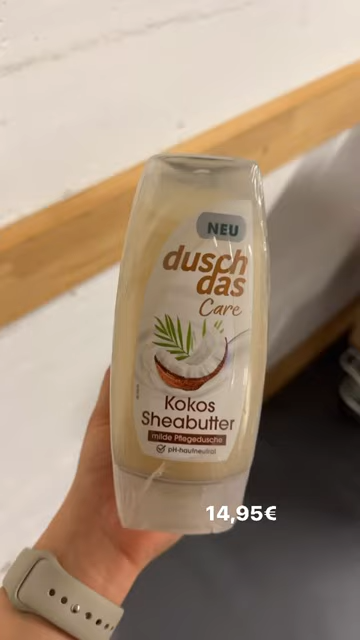 NEU
dusch
das
Care
Kokos
Sheabutter
milde Pflegedusche
pH-hautneutral
14,95€